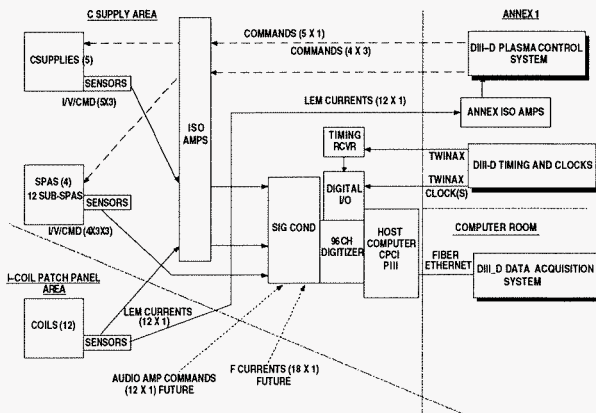 C SUPPLY AREA
ANNEX 1
COMMANDS (5 X 1)
COMMANDS (4 X 3)
DIII–D PLASMA CONTROL
SYSTEM
CSUPPLIES (5)
SENSORS
I/V/CMD (5X3)
LEM CURRENTS (12 X 1)
ANNEX ISO AMPS
ISO
AMPS
TIMING
RCVR
TWINAX
DIII-D TIMING AND CLOCKS
TWINAX
CLOCK(S)
SPAS (4)
12 SUB-SPAS
SENSORS
I/V/CMD (4X3X3)
DIGITAL
I/O
SIG COND
96CH
DIGITIZER
HOST
COMPUTER
CPCI
PIII
COMPUTER ROOM
FIBER
ETHERNET
DIII_D DATA ACQUISITION
SYSTEM
I–COIL PATCH PANEL
AREA
COILS (12)
SENSORS
LEM CURRENTS
(12 X 1)
AUDIO AMP COMMANDS
(12 X 1) FUTURE
F CURRENTS (18 X 1)
FUTURE